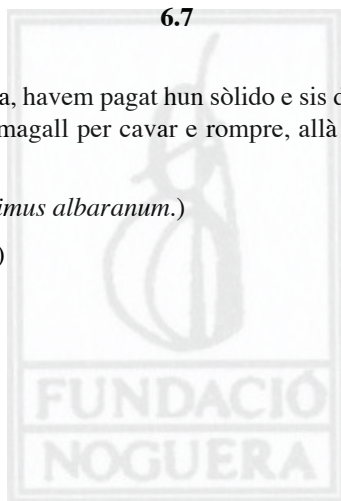 6.7
a, havem pagat hun sòlido e sis d
magall per cavar e rompre, allà
imus albaranum.)
)
FUNDACIÓ
NOGUERA